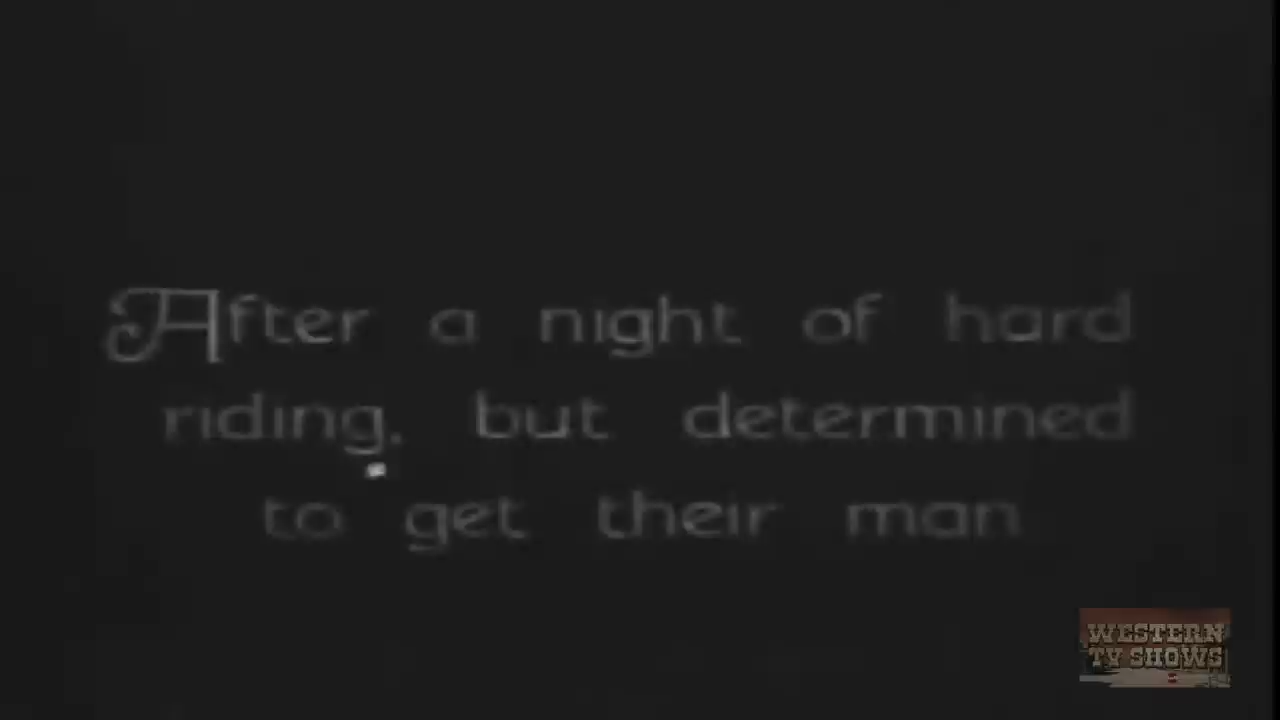 After a night of hard
riding, but determined
to get their man
WESTERN
TV SHOWS